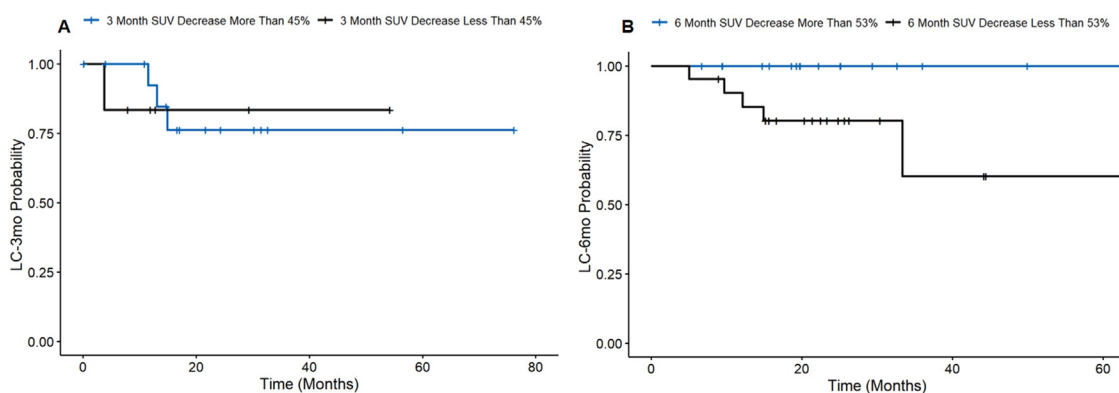 A
3 Month SUV Decrease More Than 45% 3 Month SUV Decrease Less Than 45%
LC-3mo Probability
1.00
0.75
0.50
0.25
0.00
0 20 40 60 80
Time (Months)
B
6 Month SUV Decrease More Than 53% 6 Month SUV Decrease Less Than 53%
LC-6mo Probability
1.00
0.75
0.50
0.25
0.00
0 20 40 60
Time (Months)